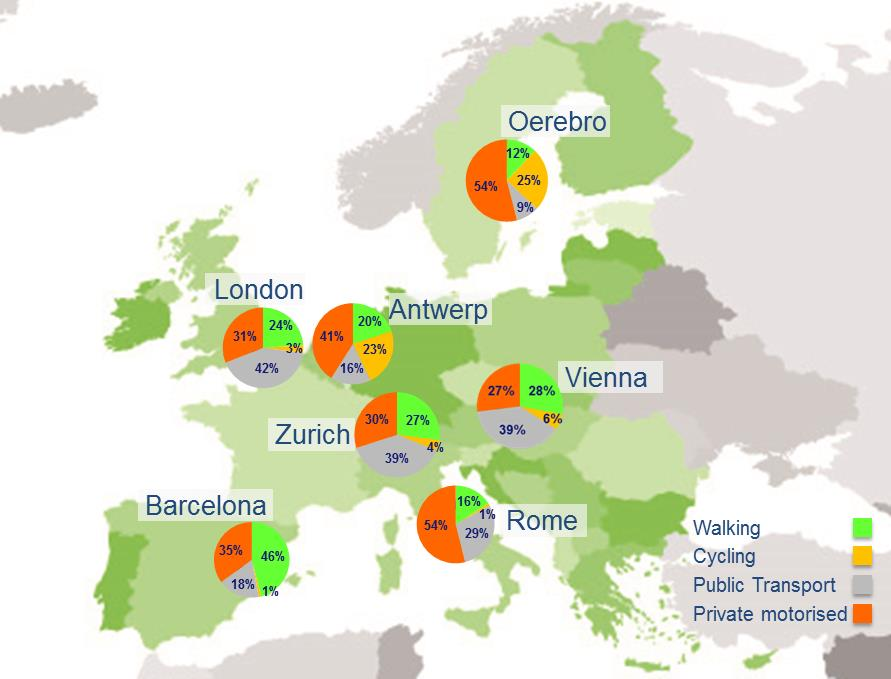 Oerebro
12%
25%
54%
9%
London
24%
31%
3%
42%
Antwerp
20%
41%
23%
16%
Vienna
27%
28%
6%
39%
Zurich
30%
27%
4%
39%
Barcelona
35%
46%
18%
1%
Rome
16%
1%
54%
29%
Walking
Cycling
Public Transport
Private motorised